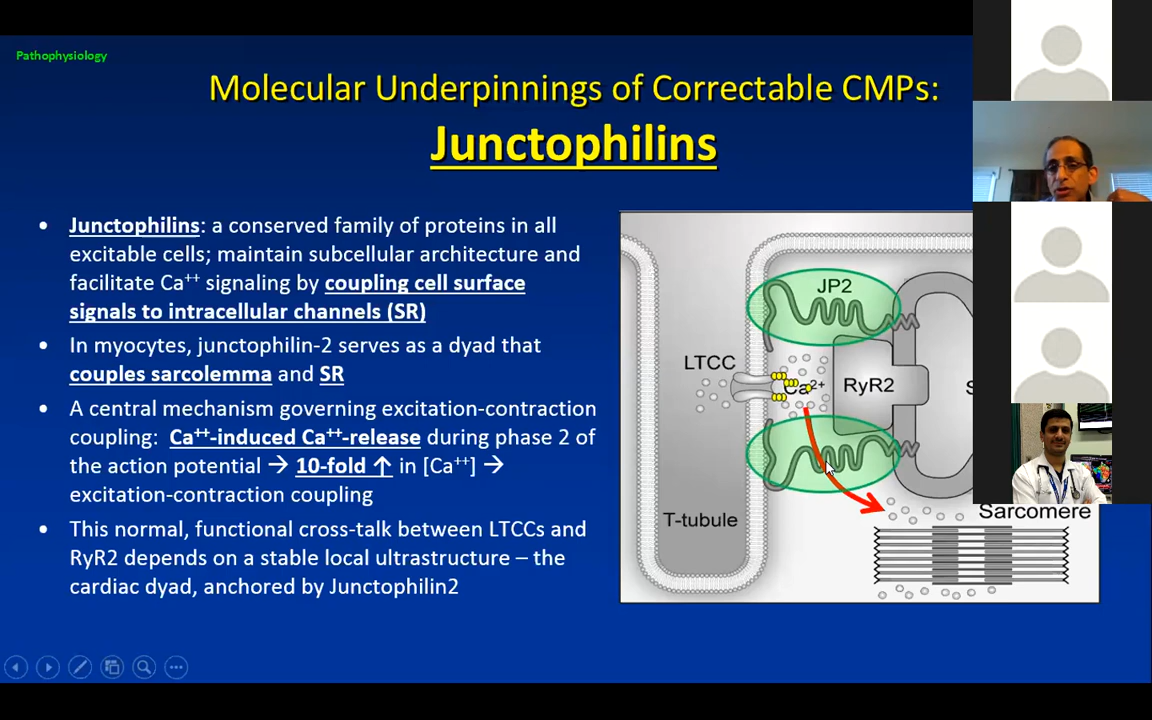 Pathophysiology
Molecular Underpinnings of Correctable CMPs:
Junctophilins
• Junctophilins: a conserved family of proteins in all
excitable cells; maintain subcellular architecture and
facilitate Ca⁺⁺ signaling by coupling cell surface
signals to intracellular channels (SR)
• In myocytes, junctophilin-2 serves as a dyad that
couples sarcolemma and SR
• A central mechanism governing excitation-contraction
coupling: Ca⁺⁺-induced Ca⁺⁺-release during phase 2 of
the action potential → 10-fold ↑ in [Ca⁺⁺] →
excitation-contraction coupling
• This normal, functional cross-talk between LTCCs and
RyR2 depends on a stable local ultrastructure – the
cardiac dyad, anchored by Junctophilin2
JP2
LTCC
Ca²⁺
RyR2
S
T-tubule
Sarcomere